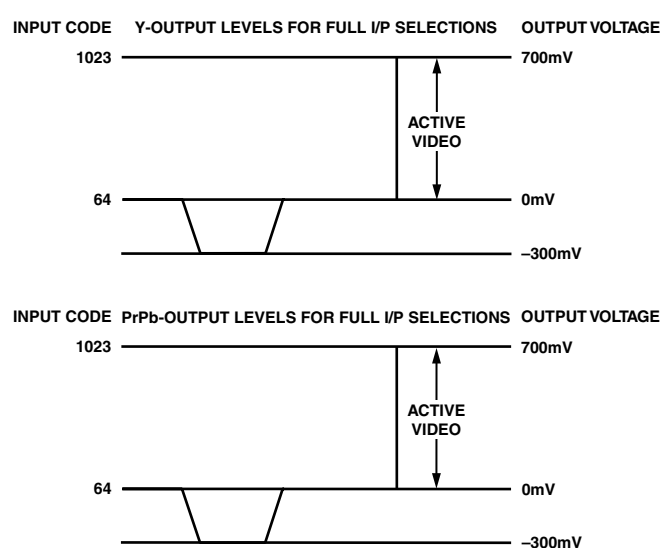 INPUT CODE Y-OUTPUT LEVELS FOR FULL I/P SELECTIONS OUTPUT VOLTAGE
1023 700mV
ACTIVE
VIDEO
64 0mV
–300mV
INPUT CODE PrPb-OUTPUT LEVELS FOR FULL I/P SELECTIONS OUTPUT VOLTAGE
1023 700mV
ACTIVE
VIDEO
64 0mV
–300mV